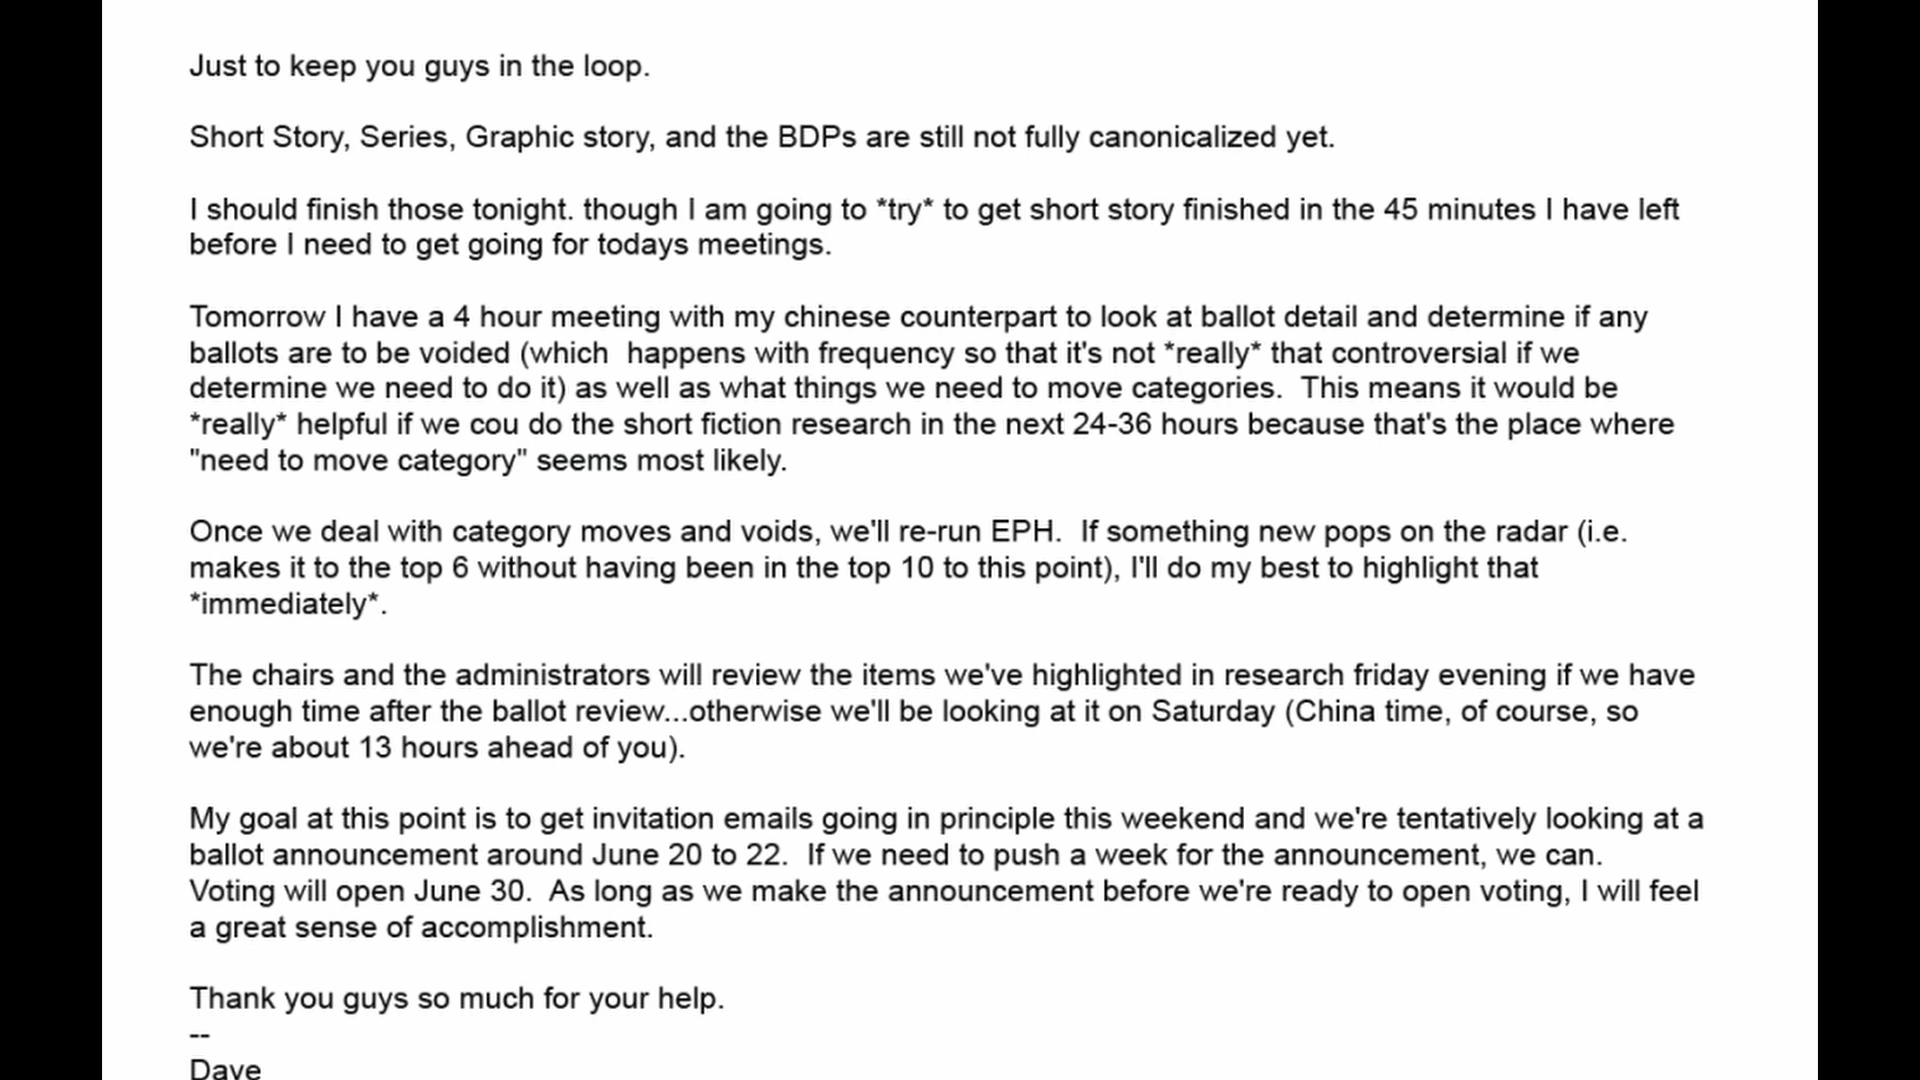 Just to keep you guys in the loop.
Short Story, Series, Graphic story, and the BDPs are still not fully canonicalized yet.
I should finish those tonight. though I am going to *try* to get short story finished in the 45 minutes I have left
before I need to get going for todays meetings.
Tomorrow I have a 4 hour meeting with my chinese counterpart to look at ballot detail and determine if any
ballots are to be voided (which  happens with frequency so that it's not *really* that controversial if we
determine we need to do it) as well as what things we need to move categories.  This means it would be
*really* helpful if we cou do the short fiction research in the next 24-36 hours because that's the place where
"need to move category" seems most likely.
Once we deal with category moves and voids, we'll re-run EPH.  If something new pops on the radar (i.e.
makes it to the top 6 without having been in the top 10 to this point), I'll do my best to highlight that
*immediately*.
The chairs and the administrators will review the items we've highlighted in research friday evening if we have
enough time after the ballot review...otherwise we'll be looking at it on Saturday (China time, of course, so
we're about 13 hours ahead of you).
My goal at this point is to get invitation emails going in principle this weekend and we're tentatively looking at a
ballot announcement around June 20 to 22.  If we need to push a week for the announcement, we can.
Voting will open June 30.  As long as we make the announcement before we're ready to open voting, I will feel
a great sense of accomplishment.
Thank you guys so much for your help.
--
Dave